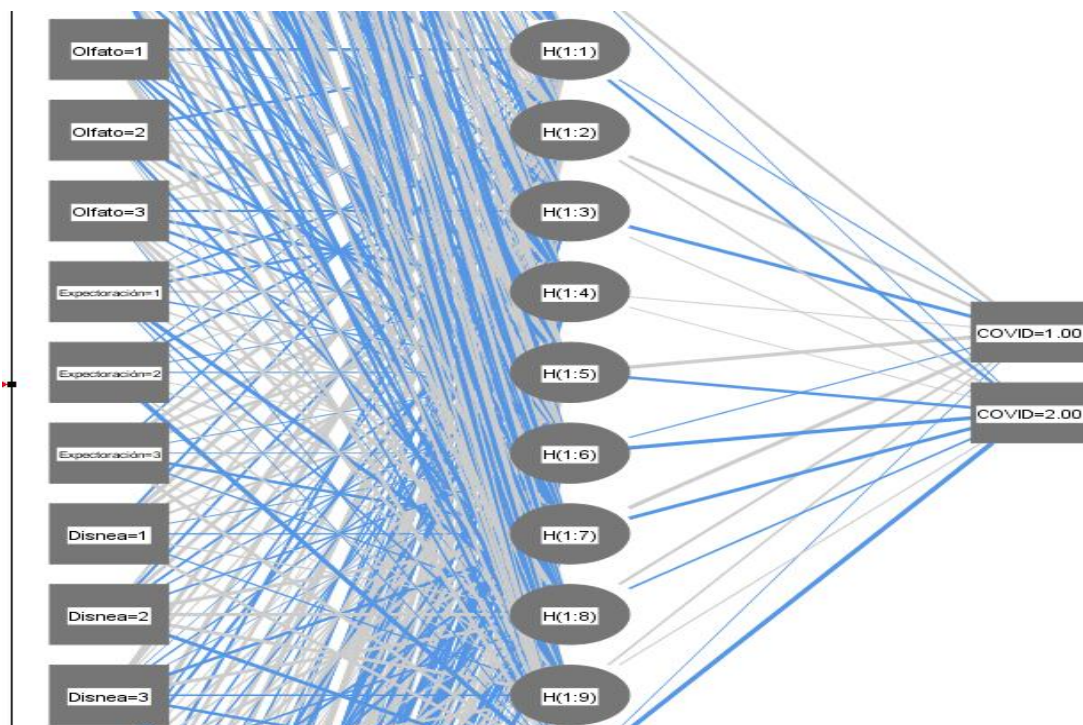 Olfato=1
Olfato=2
Olfato=3
Expectoración=1
Expectoración=2
Expectoración=3
Disnea=1
Disnea=2
Disnea=3
H(1:1)
H(1:2)
H(1:3)
H(1:4)
H(1:5)
H(1:6)
H(1:7)
H(1:8)
H(1:9)
COVID=1.00
COVID=2.00